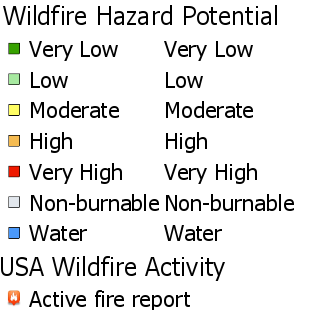 Wildfire Hazard Potential
Very Low Very Low
Low Low
Moderate Moderate
High High
Very High Very High
Non-burnable Non-burnable
Water Water
USA Wildfire Activity
Active fire report